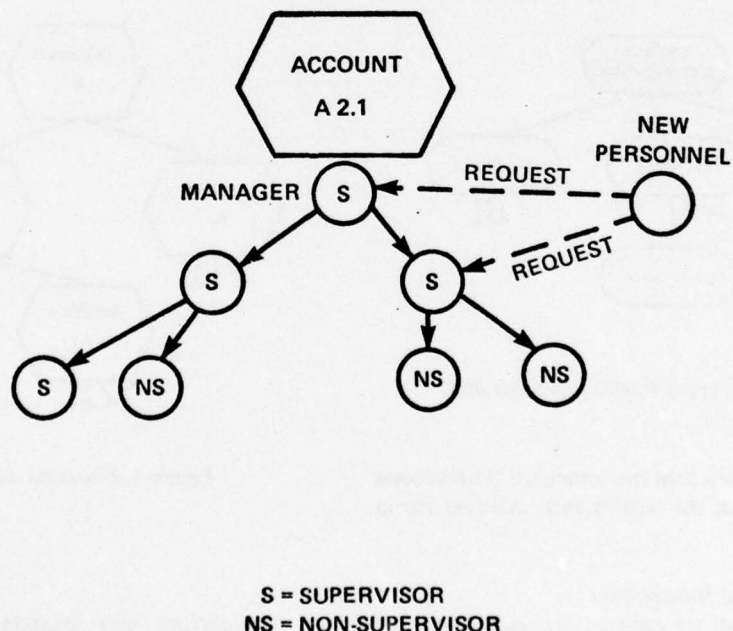 ACCOUNT
A 2.1
NEW
PERSONNEL
REQUEST
MANAGER
S
REQUEST
S
S
S
NS
NS
NS
S = SUPERVISOR
NS = NON-SUPERVISOR